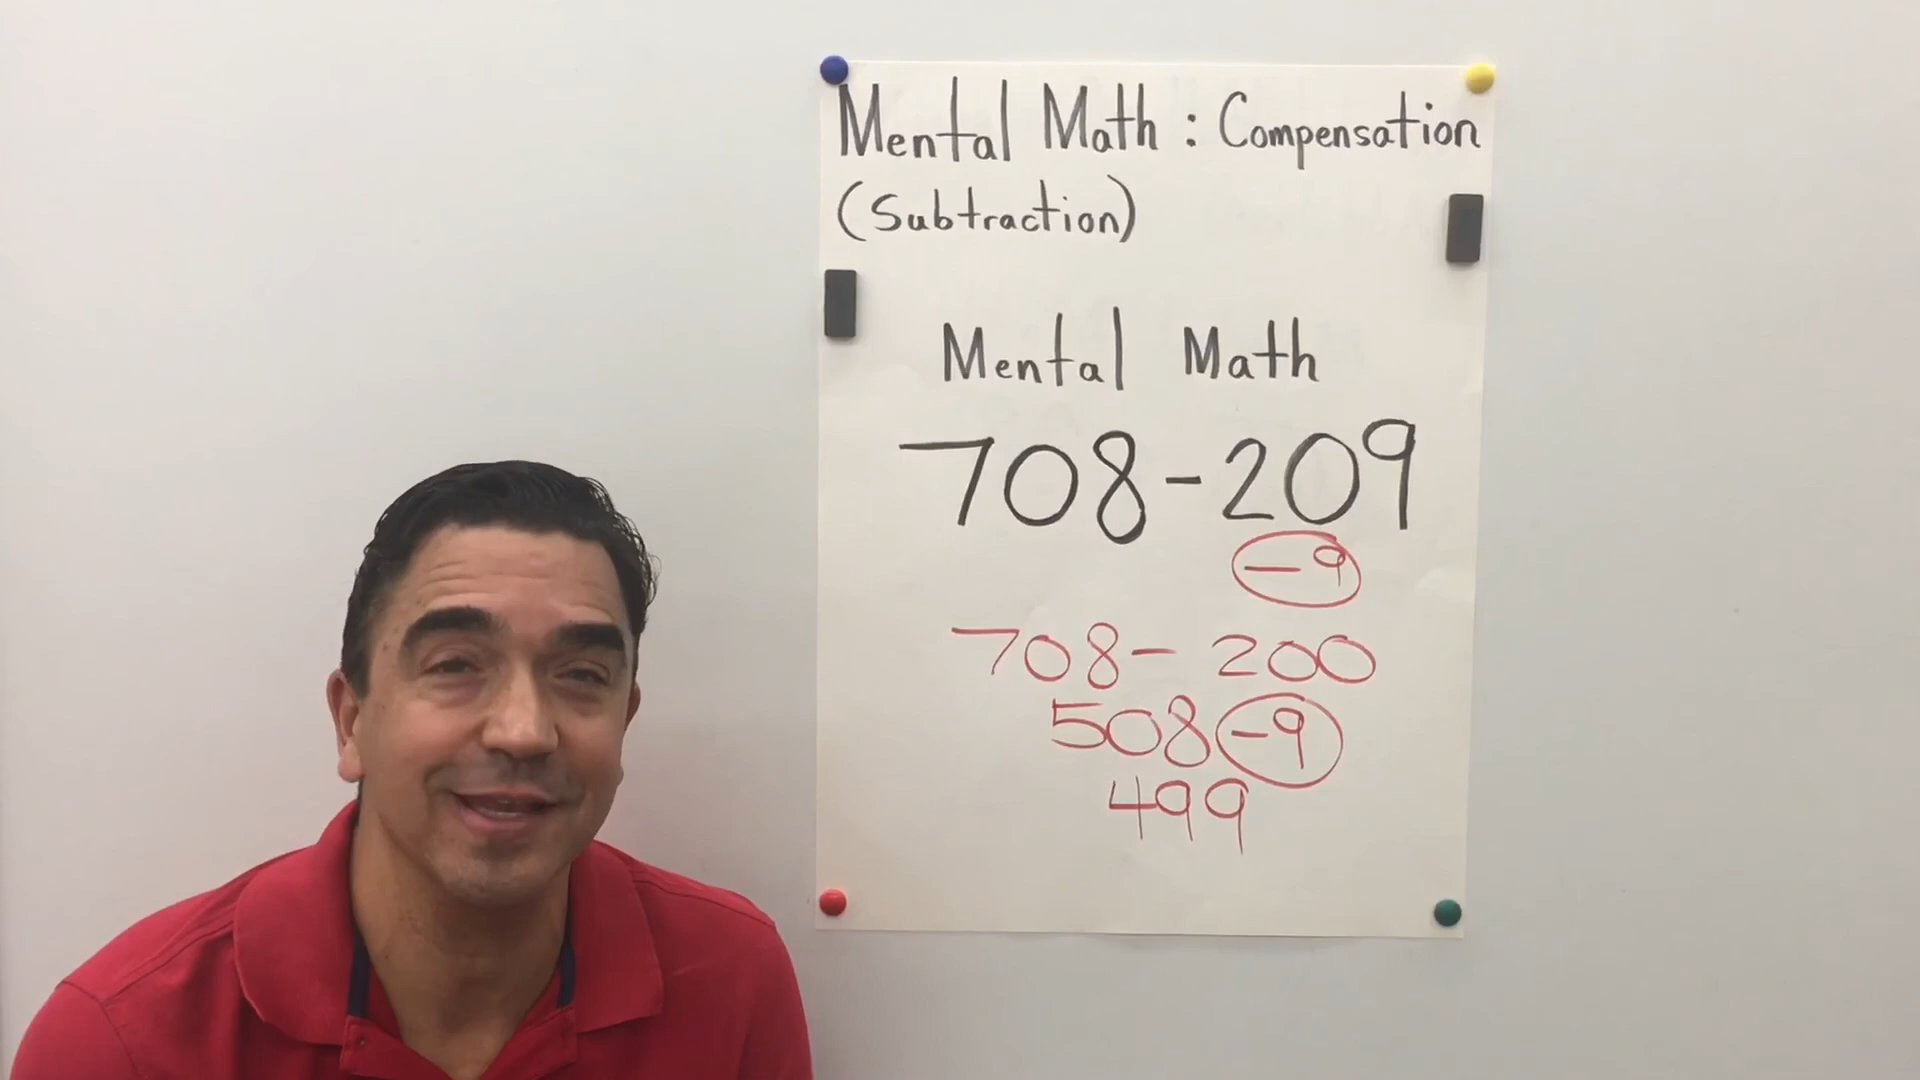 Mental Math : Compensation
(Subtraction)
Mental Math
708-209
-9
708- 200
508-9
499